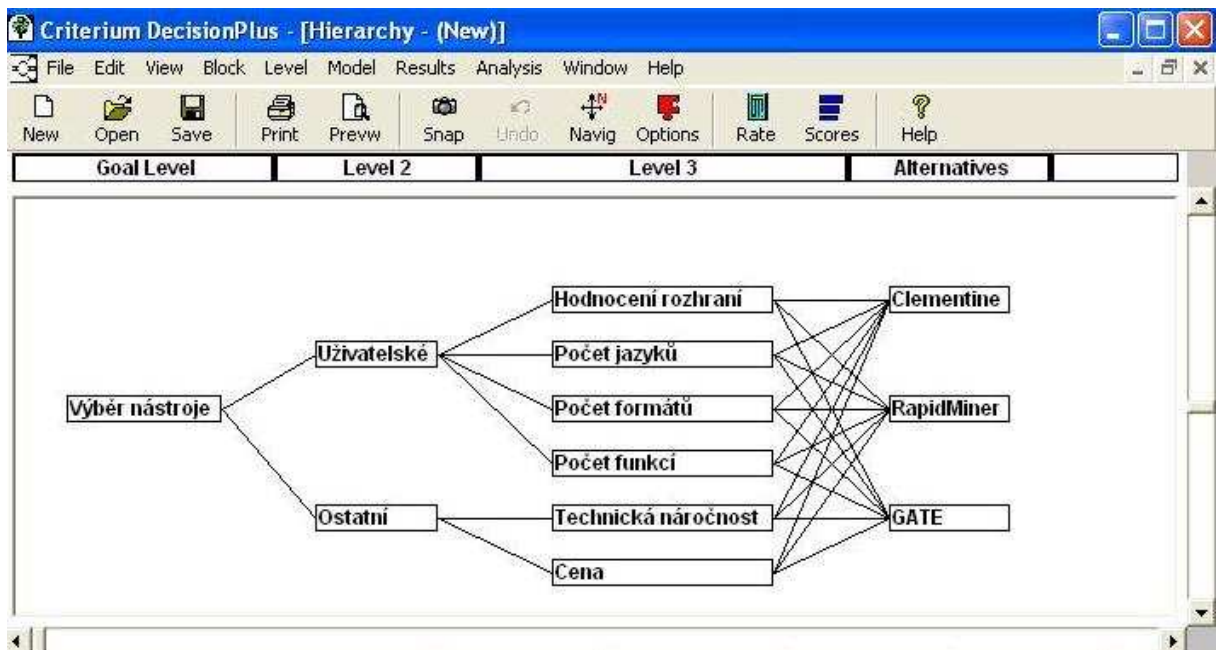 Criterium DecisionPlus - [Hierarchy - (New)]
File Edit View Block Level Model Results Analysis Window Help
New Open Save Print Prevw Snap Undo Navig Options Rate Scores Help
Goal Level Level 2 Level 3 Alternatives
Hodnocení rozhraní Clementine
Uživatelské Počet jazyků
Výběr nástroje Počet formátů RapidMiner
Počet funkcí
Ostatní Technická náročnost GATE
Cena